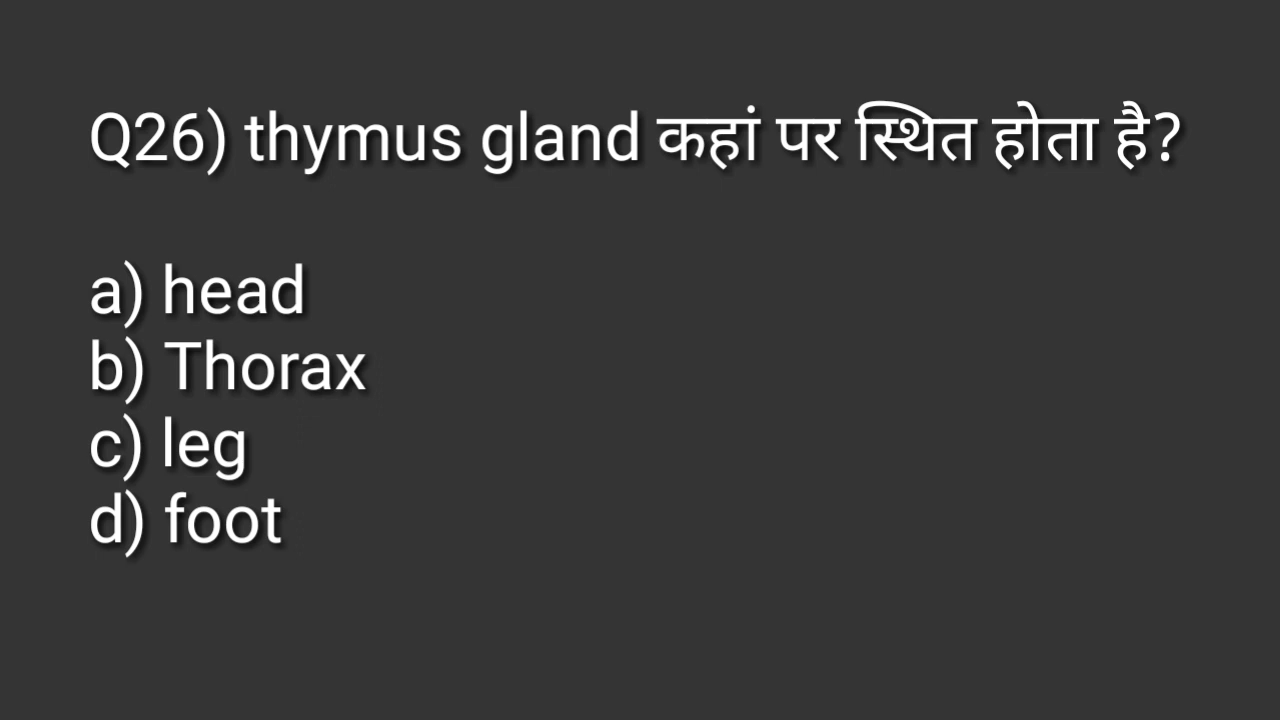 Q26) thymus gland कहां पर स्थित होता है?
a) head
b) Thorax
c) leg
d) foot